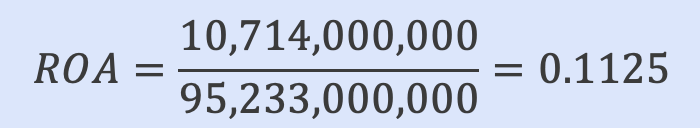 ROA = 10,714,000,000 / 95,233,000,000 = 0.1125